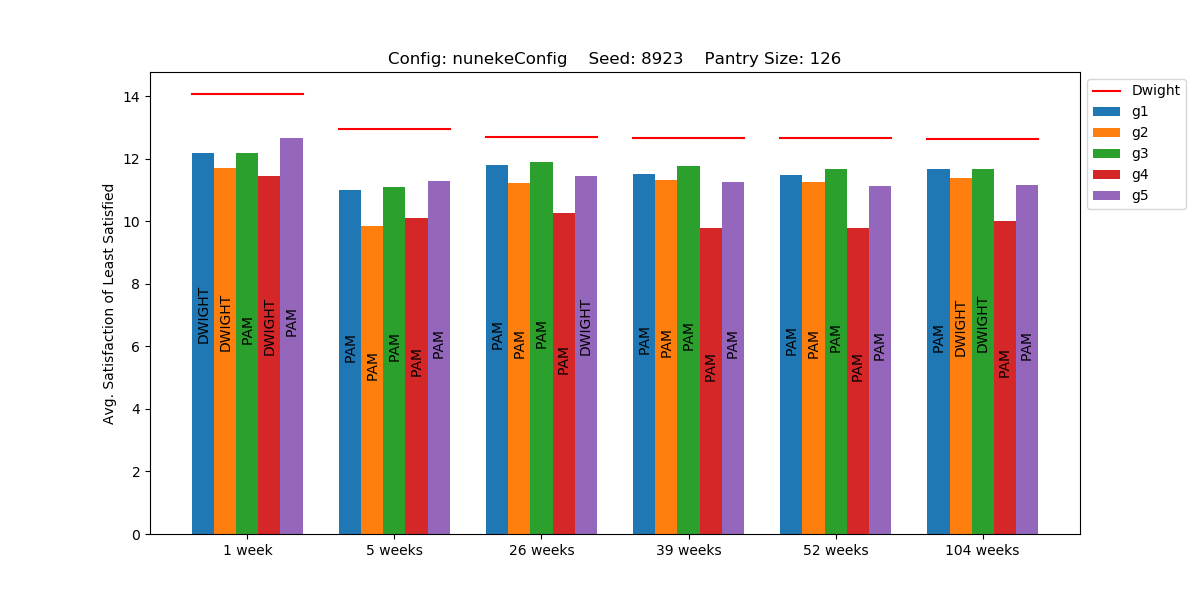 Config: nunekeConfig    Seed: 8923    Pantry Size: 126
Avg. Satisfaction of Least Satisfied
14
12
10
8
6
4
2
0
DWIGHT
DWIGHT
PAM
DWIGHT
PAM
PAM
PAM
PAM
PAM
PAM
PAM
PAM
PAM
PAM
DWIGHT
PAM
PAM
PAM
PAM
PAM
PAM
PAM
PAM
PAM
PAM
PAM
DWIGHT
DWIGHT
PAM
PAM
1 week
5 weeks
26 weeks
39 weeks
52 weeks
104 weeks
Dwight
g1
g2
g3
g4
g5